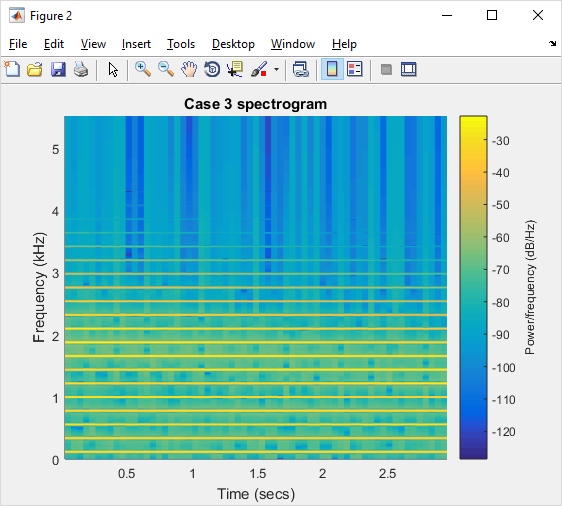 Figure 2
File Edit View Insert Tools Desktop Window Help
Case 3 spectrogram
Frequency (kHz)
5
4
3
2
1
0
0.5 1 1.5 2 2.5
Time (secs)
-30
-40
-50
-60
-70
-80
-90
-100
-110
-120
Power/frequency (dB/Hz)